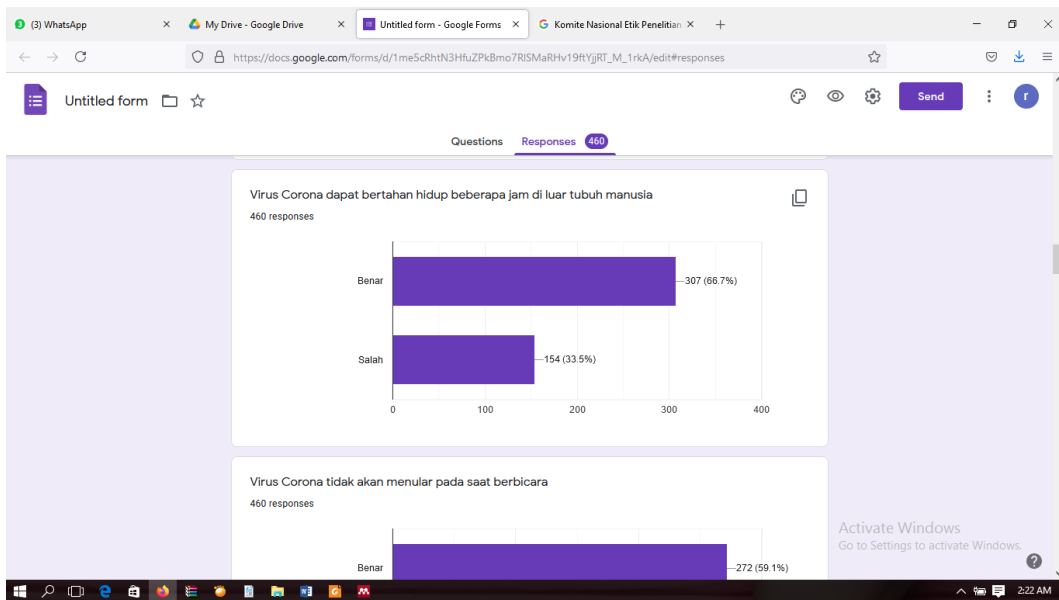 (3) WhatsApp
My Drive - Google Drive
Untitled form - Google Forms
Komite Nasional Etik Penelitian
https://docs.google.com/forms/d/1me5cRhtN3HfuZPkBmo7RlSMaRHv19ftYjjRT_M_1rkA/edit#responses
Untitled form
Send
r
Questions Responses 460
Virus Corona dapat bertahan hidup beberapa jam di luar tubuh manusia
460 responses
Benar
307 (66.7%)
Salah
154 (33.5%)
0 100 200 300 400
Virus Corona tidak akan menular pada saat berbicara
460 responses
Benar
272 (59.1%)
Activate Windows
Go to Settings to activate Windows.
2:22 AM